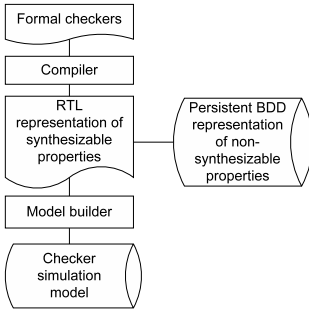 Formal checkers
Compiler
RTL
representation of
synthesizable
properties
Persistent BDD
representation
of non-
synthesizable
properties
Model builder
Checker
simulation
model